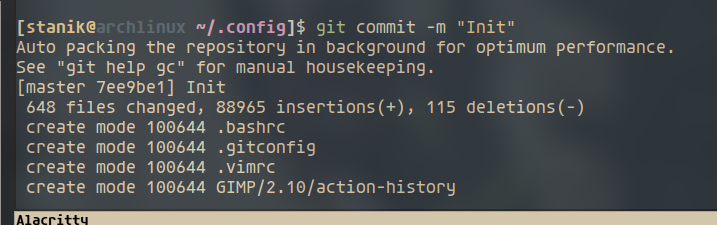 [stanik@archlinux ~/.config]$ git commit -m "Init"
Auto packing the repository in background for optimum performance.
See "git help gc" for manual housekeeping.
[master 7ee9be1] Init
 648 files changed, 88965 insertions(+), 115 deletions(-)
 create mode 100644 .bashrc
 create mode 100644 .gitconfig
 create mode 100644 .vimrc
 create mode 100644 GIMP/2.10/action-history
Alacritty